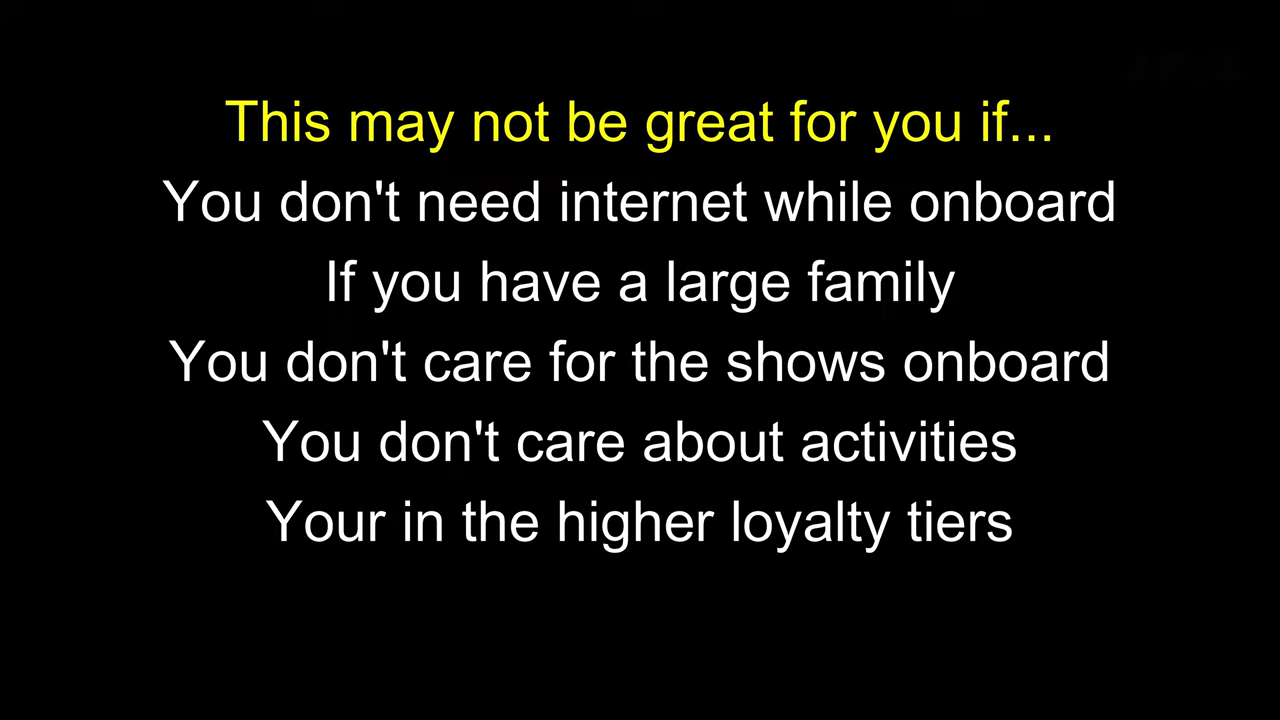 This may not be great for you if...
You don't need internet while onboard
If you have a large family
You don't care for the shows onboard
You don't care about activities
Your in the higher loyalty tiers